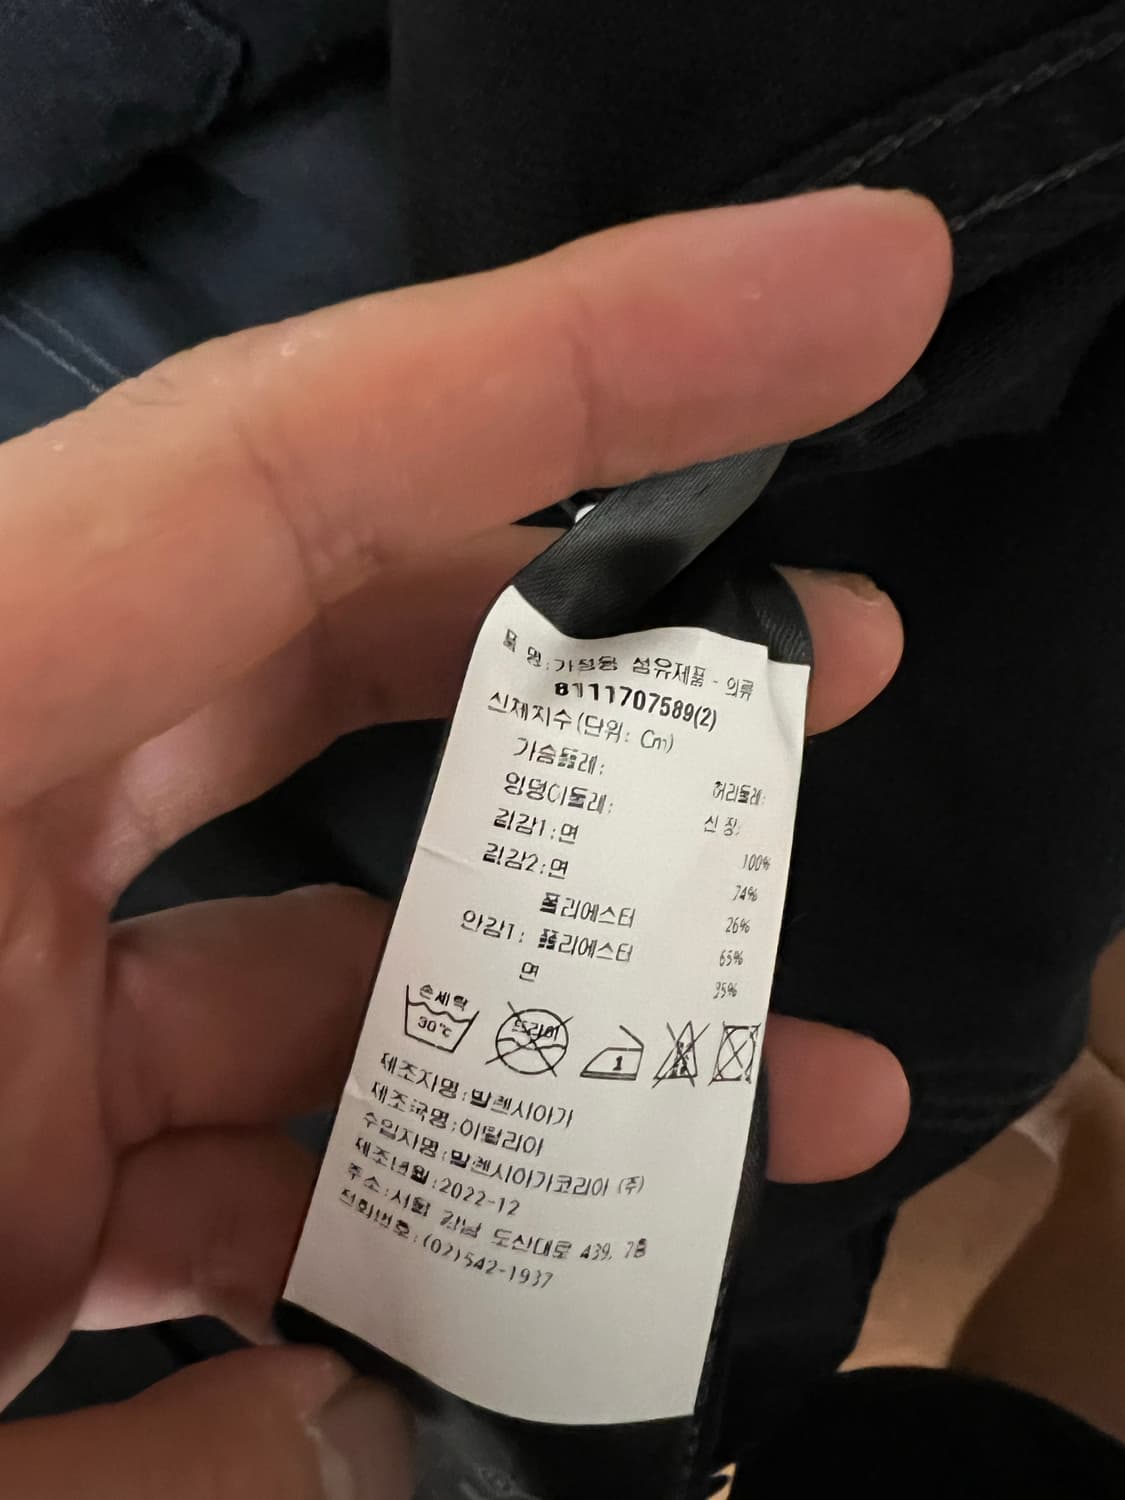 품 명:가정용 섬유제품 - 의류
8111707589(2)
신체치수(단위: Cm)
가슴둘레: 허리둘레:
엉덩이둘레: 신 장:
겉감1:면 100%
겉감2:면 74%
폴리에스터 26%
안감1: 폴리에스터 65%
면 35%
손세탁
30℃
드라이
1
제조자명:발렌시아가
제조국명:이탈리아
수입자명:발렌시아가코리아 (주)
제조년월:2022-12
주 소:서울 강남 도산대로 439, 7층
전화번호:(02)542-1937